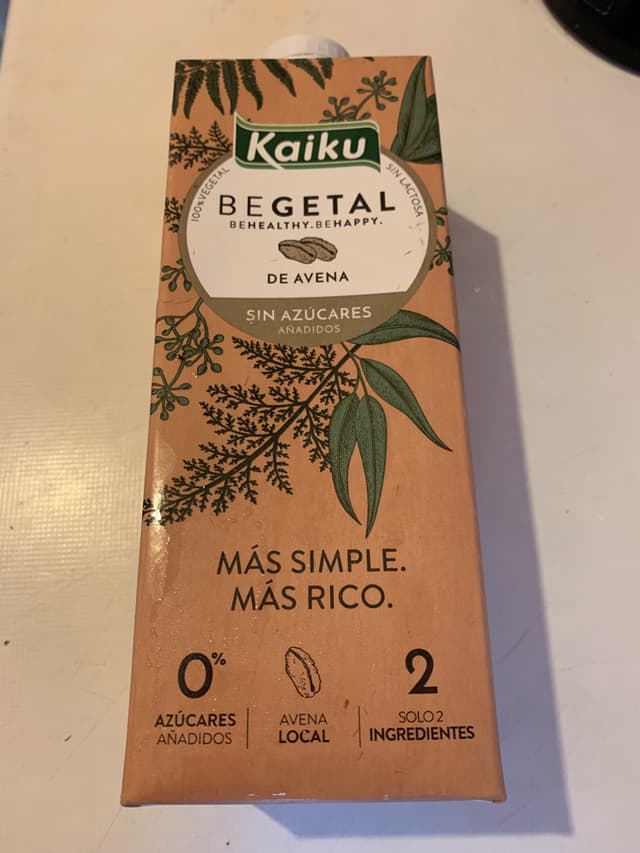 Kaiku
100% VEGETAL
SIN LACTOSA
BEGETAL
BEHEALTHY.BEHAPPY.
DE AVENA
SIN AZÚCARES
AÑADIDOS
MÁS SIMPLE.
MÁS RICO.
0%
AZÚCARES
AÑADIDOS
AVENA
LOCAL
2
SOLO 2
INGREDIENTES